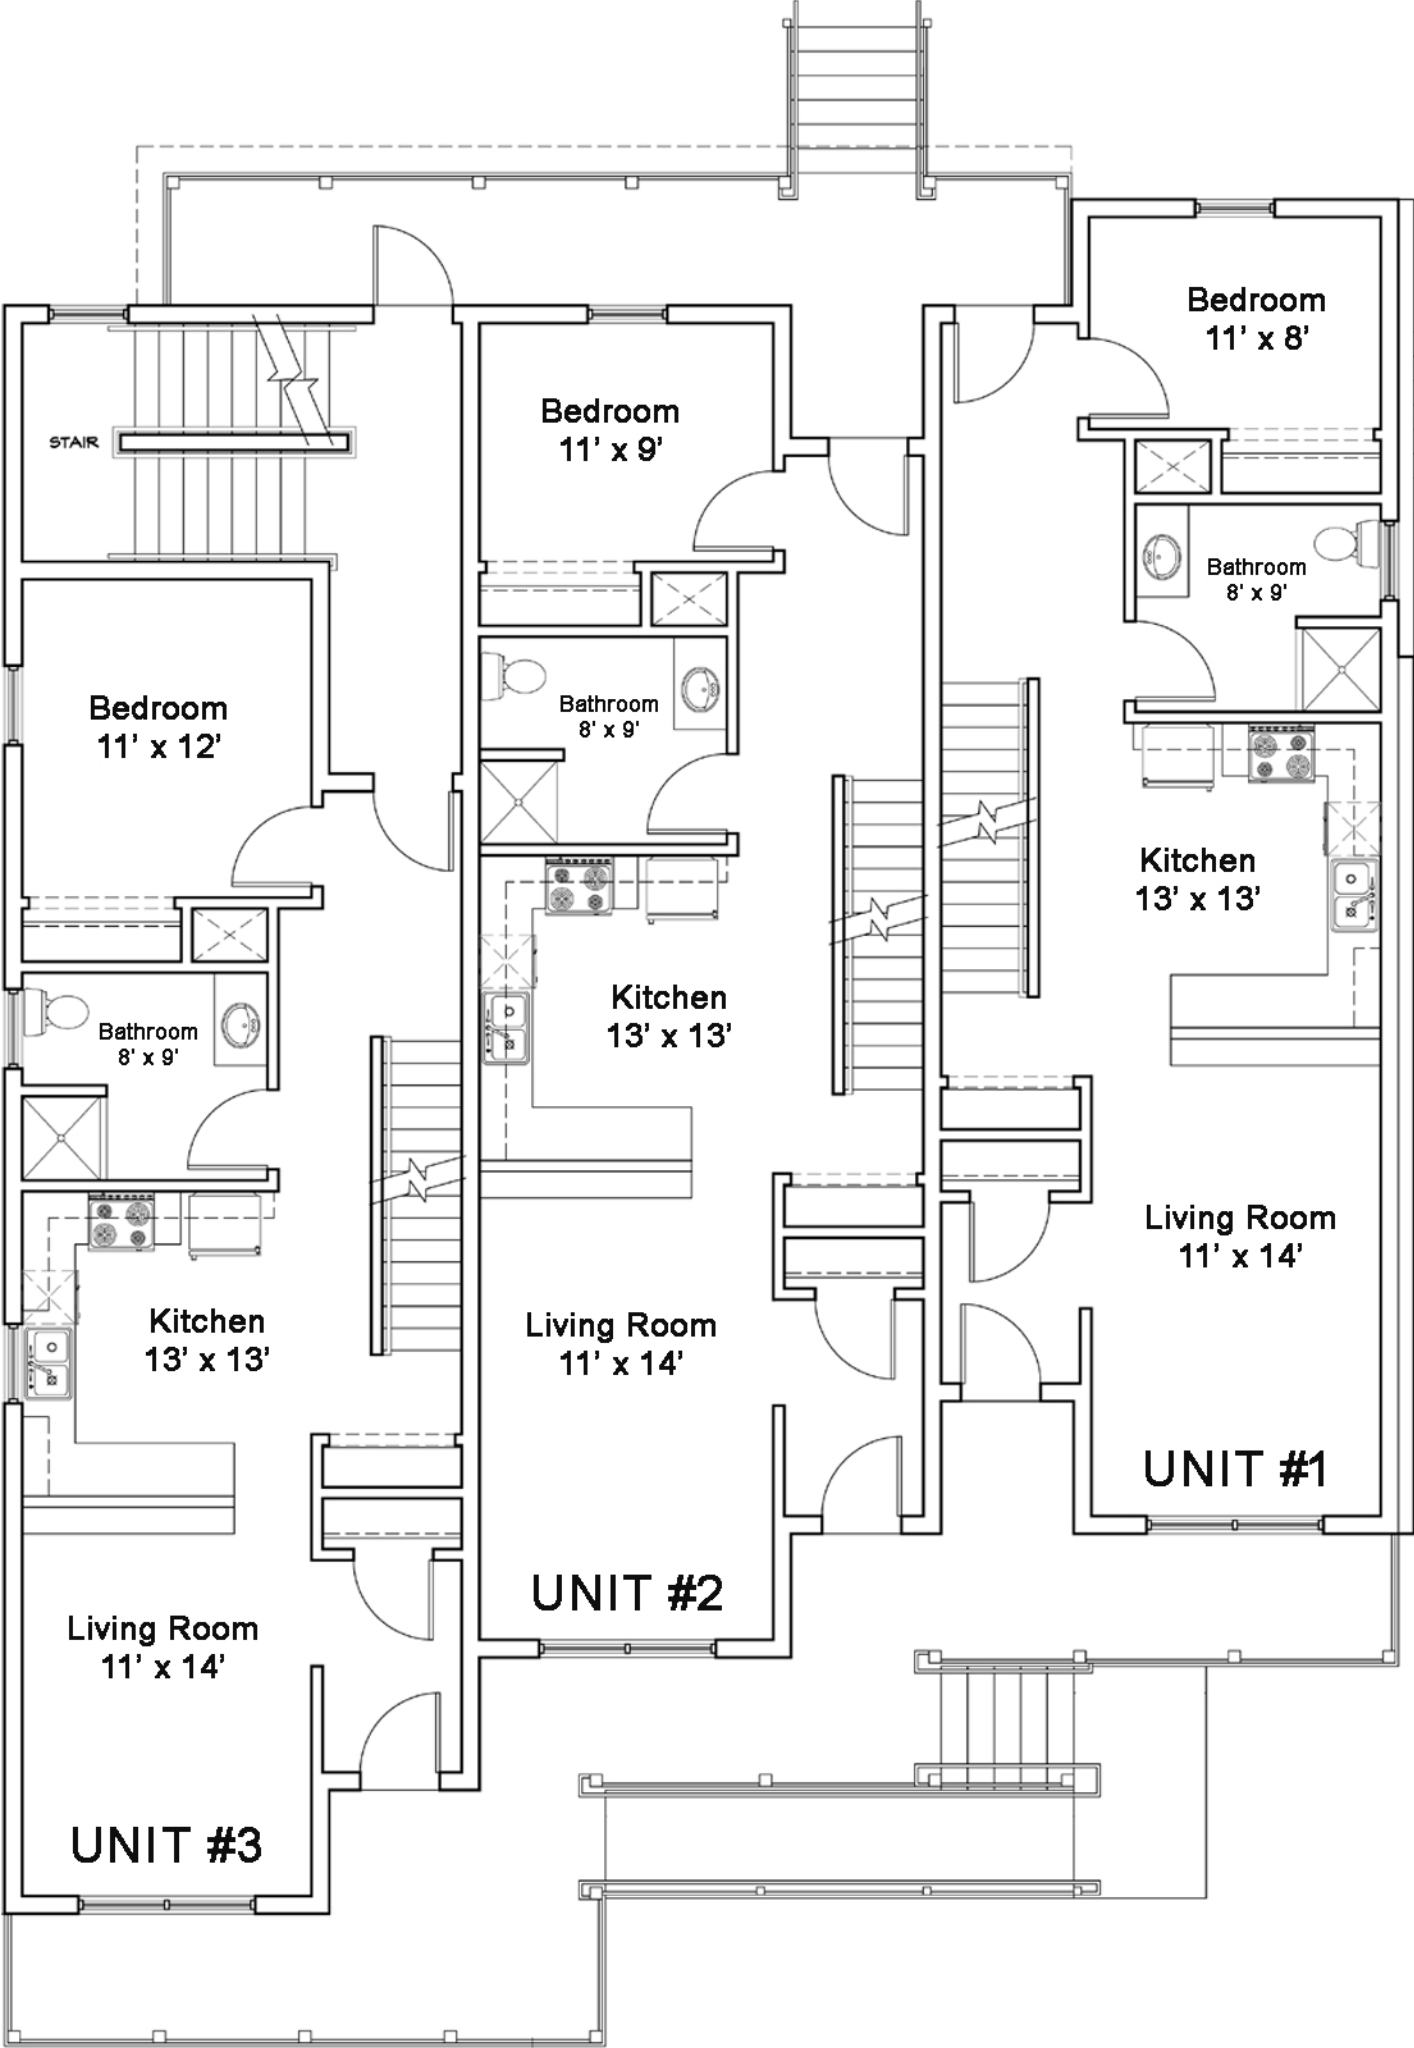 Bedroom
11' x 8'
Bedroom
11' x 9'
STAIR
Bathroom
8' x 9'
Bedroom
11' x 12'
Bathroom
8' x 9'
Kitchen
13' x 13'
Kitchen
13' x 13'
Bathroom
8' x 9'
Living Room
11' x 14'
Kitchen
13' x 13'
Living Room
11' x 14'
UNIT #1
UNIT #2
Living Room
11' x 14'
UNIT #3